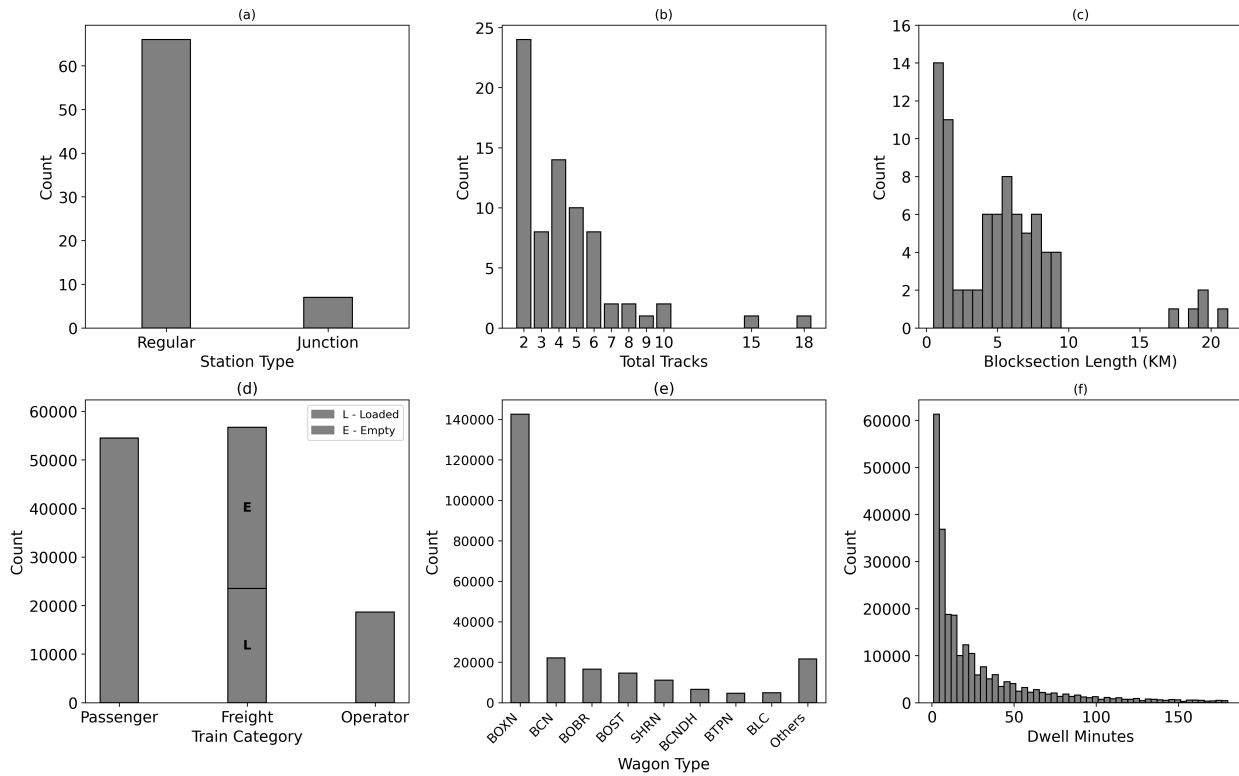 (a)
60
50
40
30
20
10
0
Count
Regular Junction
Station Type
(b)
25
20
15
10
5
0
Count
2 3 4 5 6 7 8 9 10 15 18
Total Tracks
(c)
16
14
12
10
8
6
4
2
0
Count
0 5 10 15 20
Blocksection Length (KM)
(d)
60000
50000
40000
30000
20000
10000
0
Count
L - Loaded
E - Empty
E
L
Passenger Freight Operator
Train Category
(e)
140000
120000
100000
80000
60000
40000
20000
0
Count
BOXN BCN BOBR BOST SHRN BCNDH BTPN BLC Others
Wagon Type
(f)
60000
50000
40000
30000
20000
10000
0
Count
0 50 100 150
Dwell Minutes